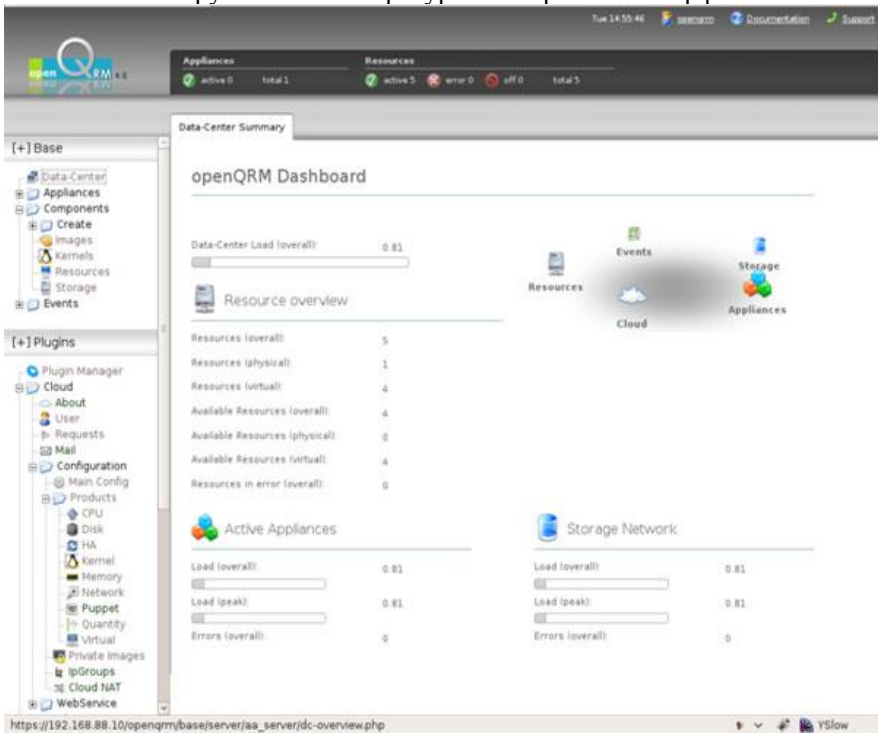 Tue 14:55:46 openqrm Documentation Support
open QRM 4.6
Appliances
active 0 total 1
Resources
active 5 error 0 off 0 total 5
Data-Center Summary
[+] Base
Data-Center
Appliances
Components
Create
Images
Kernels
Resources
Storage
Events
[+] Plugins
Plugin Manager
Cloud
About
User
Requests
Mail
Configuration
Main Config
Products
CPU
Disk
HA
Kernel
Memory
Network
Puppet
Quantity
Virtual
Private Images
IpGroups
Cloud NAT
WebService
openQRM Dashboard
Data-Center Load (overall): 0.81
Events
Storage
Resources
Appliances
Cloud
Resource overview
Resources (overall): 5
Resources (physical): 1
Resources (virtual): 4
Available Resources (overall): 4
Available Resources (physical): 0
Available Resources (virtual): 4
Resources in error (overall): 0
Active Appliances
Load (overall): 0.81
Load (peak): 0.81
Errors (overall): 0
Storage Network
Load (overall): 0.81
Load (peak): 0.81
Errors (overall): 0
https://192.168.88.10/openqrm/base/server/aa_server/dc-overview.php
YSlow